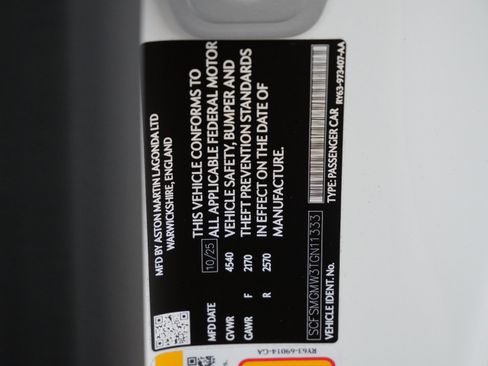 MFD BY ASTON MARTIN LAGONDA LTD
WARWICKSHIRE, ENGLAND
MFD DATE 10/25
GVWR 4540
GAWR F 2170
R 2570
THIS VEHICLE CONFORMS TO
ALL APPLICABLE FEDERAL MOTOR
VEHICLE SAFETY, BUMPER AND
THEFT PREVENTION STANDARDS
IN EFFECT ON THE DATE OF
MANUFACTURE.
SCFSMGMW3TGN11333
VEHICLE IDENT. No.
TYPE: PASSENGER CAR
RY63-973407-AA
RY63-69014-GA